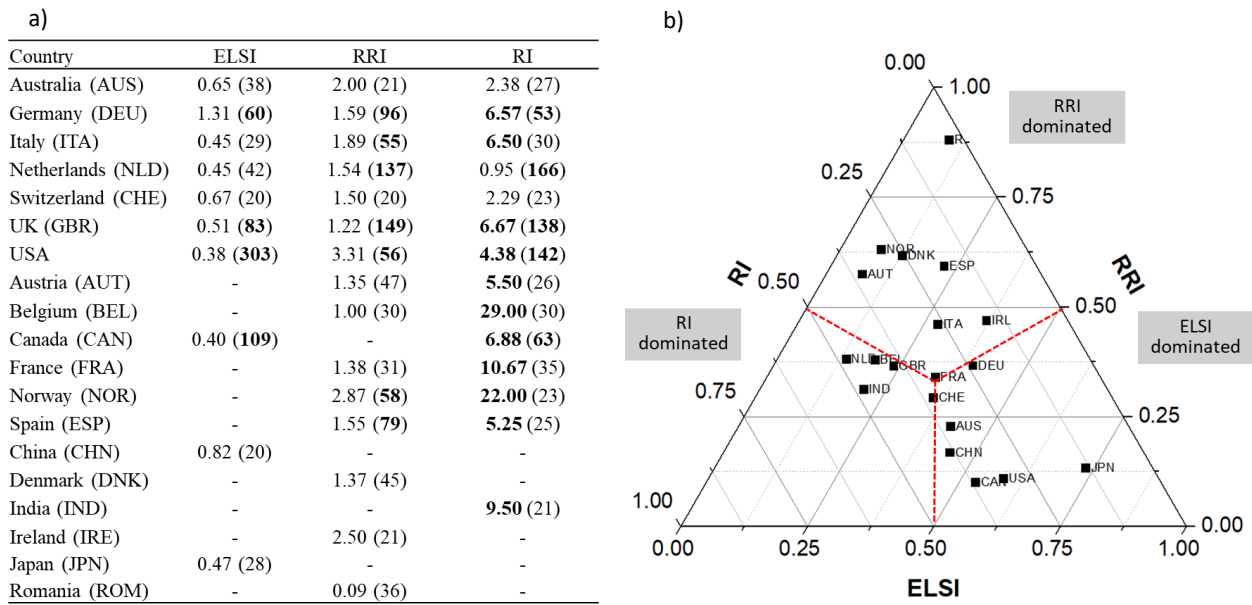 a)
Country ELSI RRI RI
Australia (AUS) 0.65 (38) 2.00 (21) 2.38 (27)
Germany (DEU) 1.31 (60) 1.59 (96) 6.57 (53)
Italy (ITA) 0.45 (29) 1.89 (55) 6.50 (30)
Netherlands (NLD) 0.45 (42) 1.54 (137) 0.95 (166)
Switzerland (CHE) 0.67 (20) 1.50 (20) 2.29 (23)
UK (GBR) 0.51 (83) 1.22 (149) 6.67 (138)
USA 0.38 (303) 3.31 (56) 4.38 (142)
Austria (AUT) - 1.35 (47) 5.50 (26)
Belgium (BEL) - 1.00 (30) 29.00 (30)
Canada (CAN) 0.40 (109) - 6.88 (63)
France (FRA) - 1.38 (31) 10.67 (35)
Norway (NOR) - 2.87 (58) 22.00 (23)
Spain (ESP) - 1.55 (79) 5.25 (25)
China (CHN) 0.82 (20) - -
Denmark (DNK) - 1.37 (45) -
India (IND) - - 9.50 (21)
Ireland (IRE) - 2.50 (21) -
Japan (JPN) 0.47 (28) - -
Romania (ROM) - 0.09 (36) -
b)
0.00
1.00
RRI
dominated
R
0.25
0.75
NOR
DNK
ESP
AUT
RI
RRI
0.50
0.50
RI
dominated
ITA
IRL
ELSI
dominated
NLD
BEL
GBR
DEU
FRA
IND
CHE
0.75
0.25
AUS
CHN
JPN
CAN
USA
1.00
0.00
0.00 0.25 0.50 0.75 1.00
ELSI